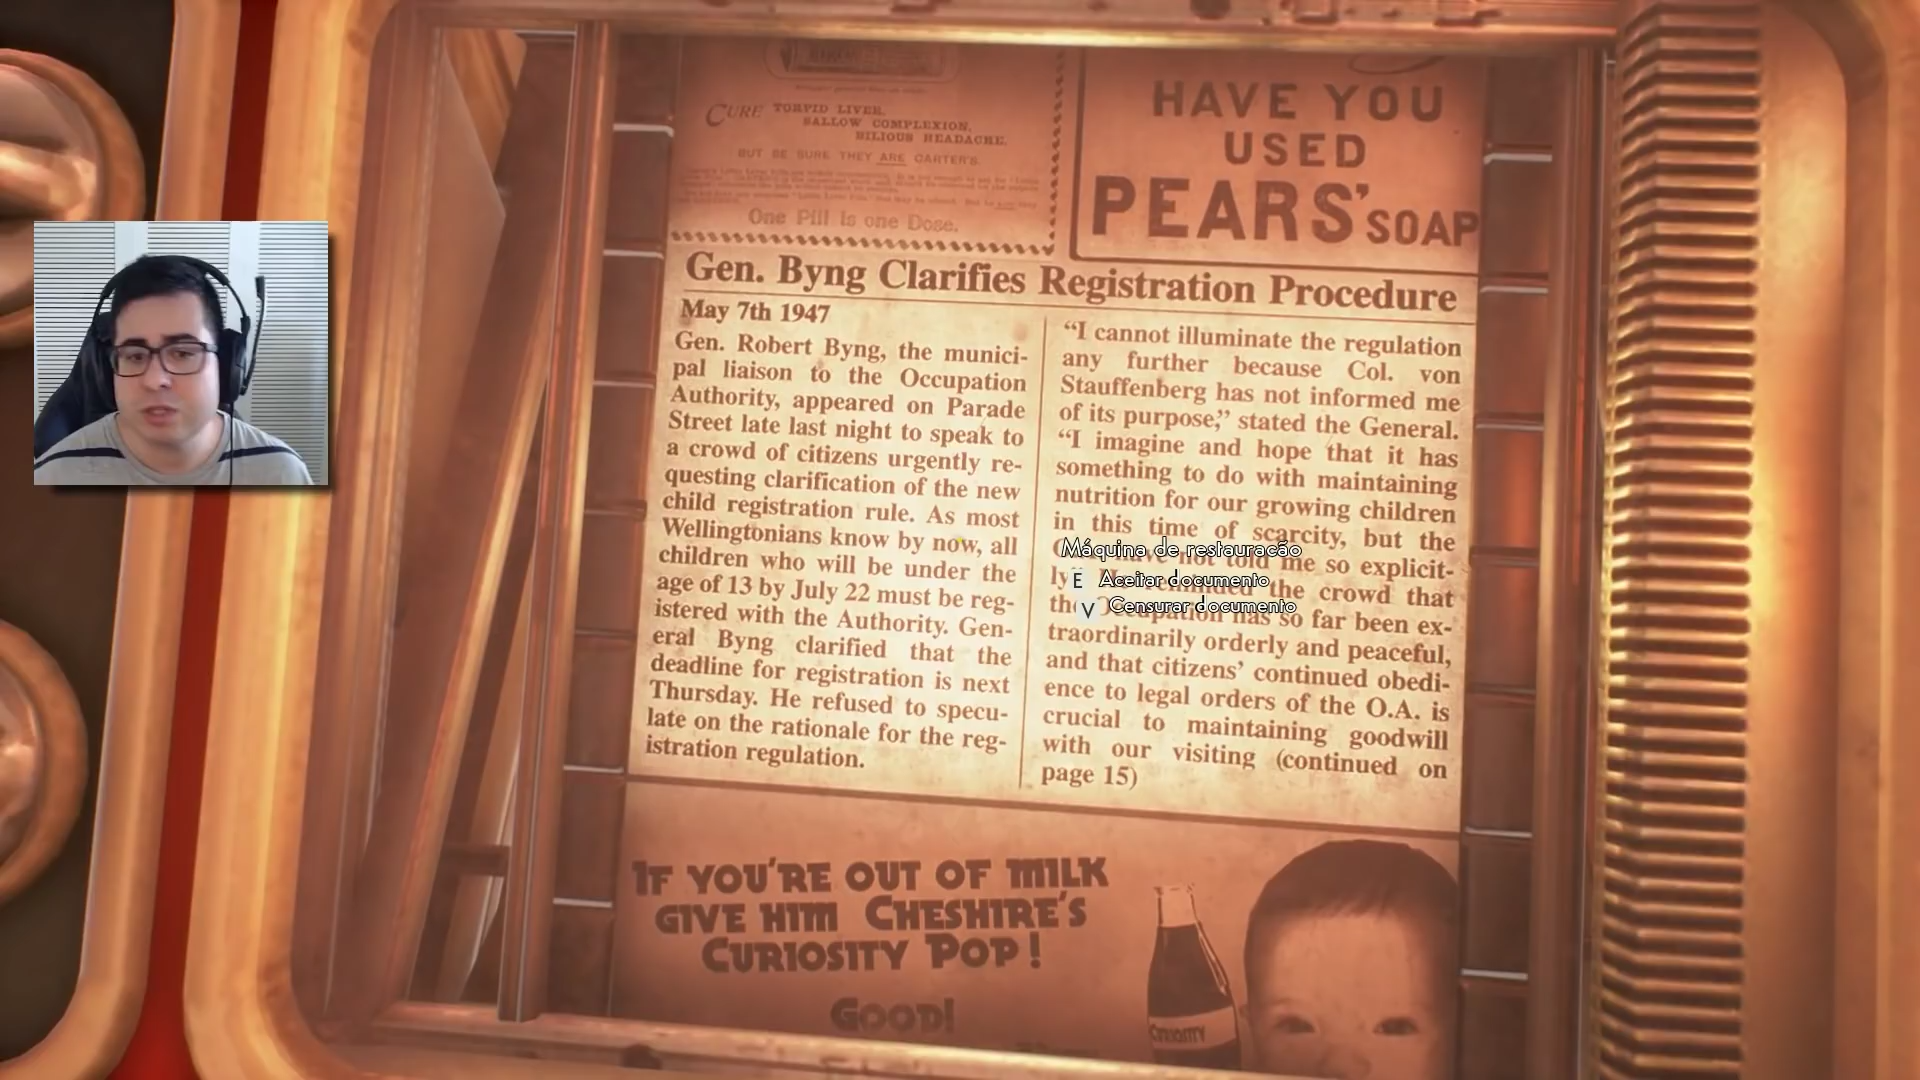 CURE TORPID LIVER,
SALLOW COMPLEXION,
BILIOUS HEADACHE.
BUT BE SURE THEY ARE CARTER'S.
One Pill is one Dose.
HAVE YOU
USED
PEARS' SOAP
Gen. Byng Clarifies Registration Procedure
May 7th 1947
Gen. Robert Byng, the munici-
pal liaison to the Occupation
Authority, appeared on Parade
Street late last night to speak to
a crowd of citizens urgently re-
questing clarification of the new
child registration rule. As most
Wellingtonians know by now, all
children who will be under the
age of 13 by July 22 must be reg-
istered with the Authority. Gen-
eral Byng clarified that the
deadline for registration is next
Thursday. He refused to specu-
late on the rationale for the reg-
istration regulation.
“I cannot illuminate the regulation
any further because Col. von
Stauffenberg has not informed me
of its purpose,” stated the General.
“I imagine and hope that it has
something to do with maintaining
nutrition for our growing children
in this time of scarcity, but the
have not told me so explicit-
ly. reminded the crowd that
the Occupation has so far been ex-
traordinarily orderly and peaceful,
and that citizens’ continued obedi-
ence to legal orders of the O.A. is
crucial to maintaining goodwill
with our visiting (continued on
page 15)
Máquina de restauração
E Aceitar documento
V Censurar documento
IF YOU'RE OUT OF MILK
GIVE HIM CHESHIRE'S
CURIOSITY POP!
GOOD!
CURIOSITY